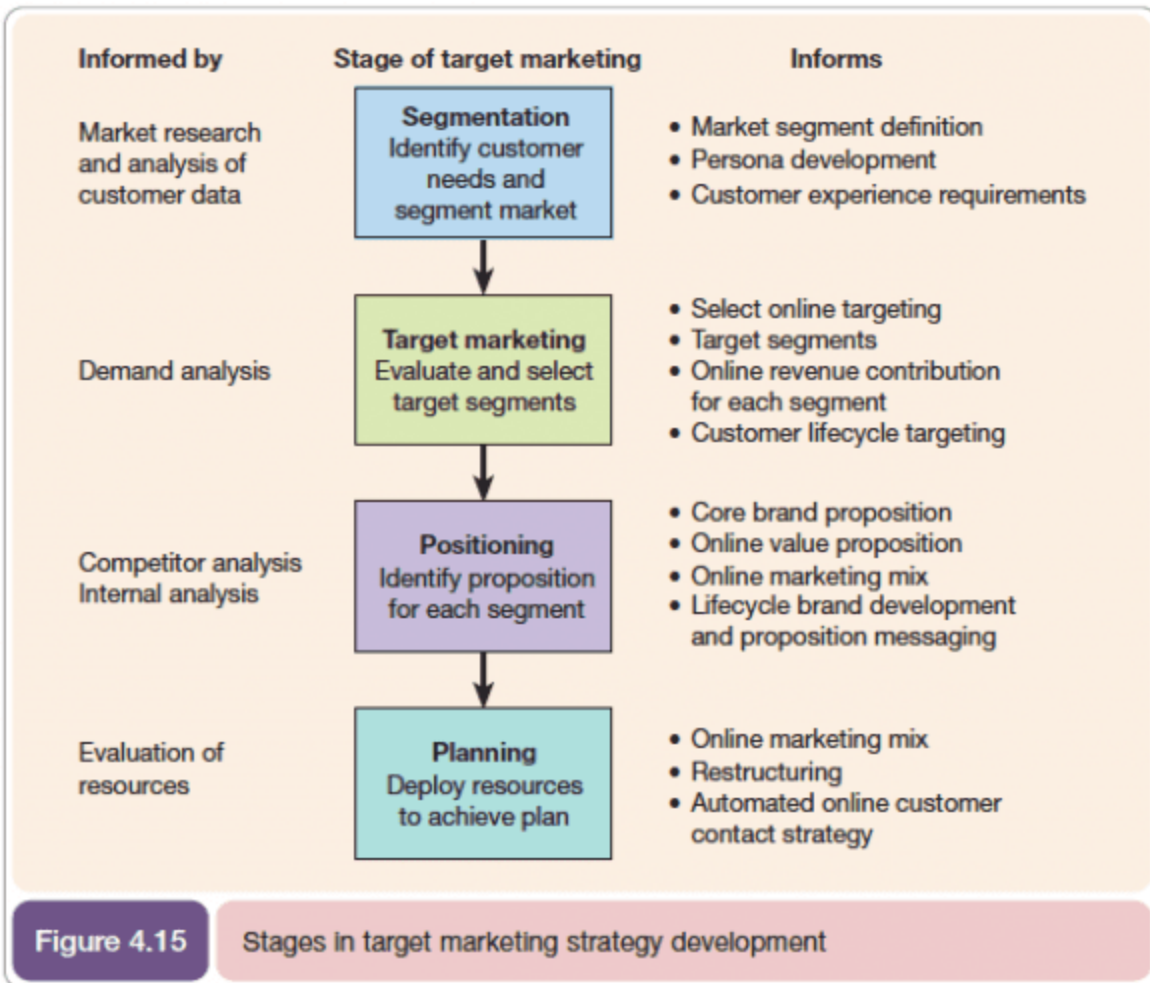 Informed by
Stage of target marketing
Informs
Market research
and analysis of
customer data
Segmentation
Identify customer
needs and
segment market
• Market segment definition
• Persona development
• Customer experience requirements
Demand analysis
Target marketing
Evaluate and select
target segments
• Select online targeting
• Target segments
• Online revenue contribution
for each segment
• Customer lifecycle targeting
Competitor analysis
Internal analysis
Positioning
Identify proposition
for each segment
• Core brand proposition
• Online value proposition
• Online marketing mix
• Lifecycle brand development
and proposition messaging
Evaluation of
resources
Planning
Deploy resources
to achieve plan
• Online marketing mix
• Restructuring
• Automated online customer
contact strategy
Figure 4.15
Stages in target marketing strategy development